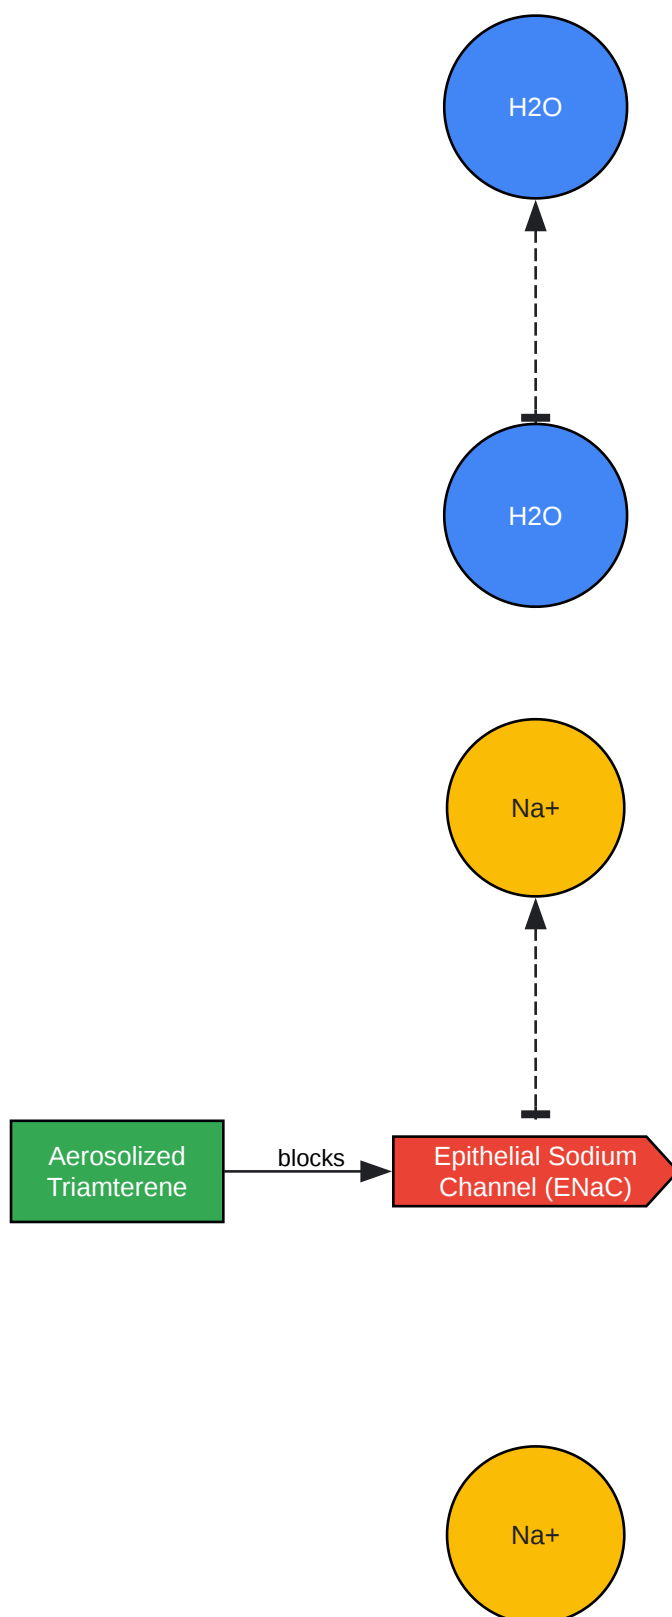 H2O
H2O
Na+
Aerosolized
Triamterene
blocks
Epithelial Sodium
Channel (ENaC)
Na+